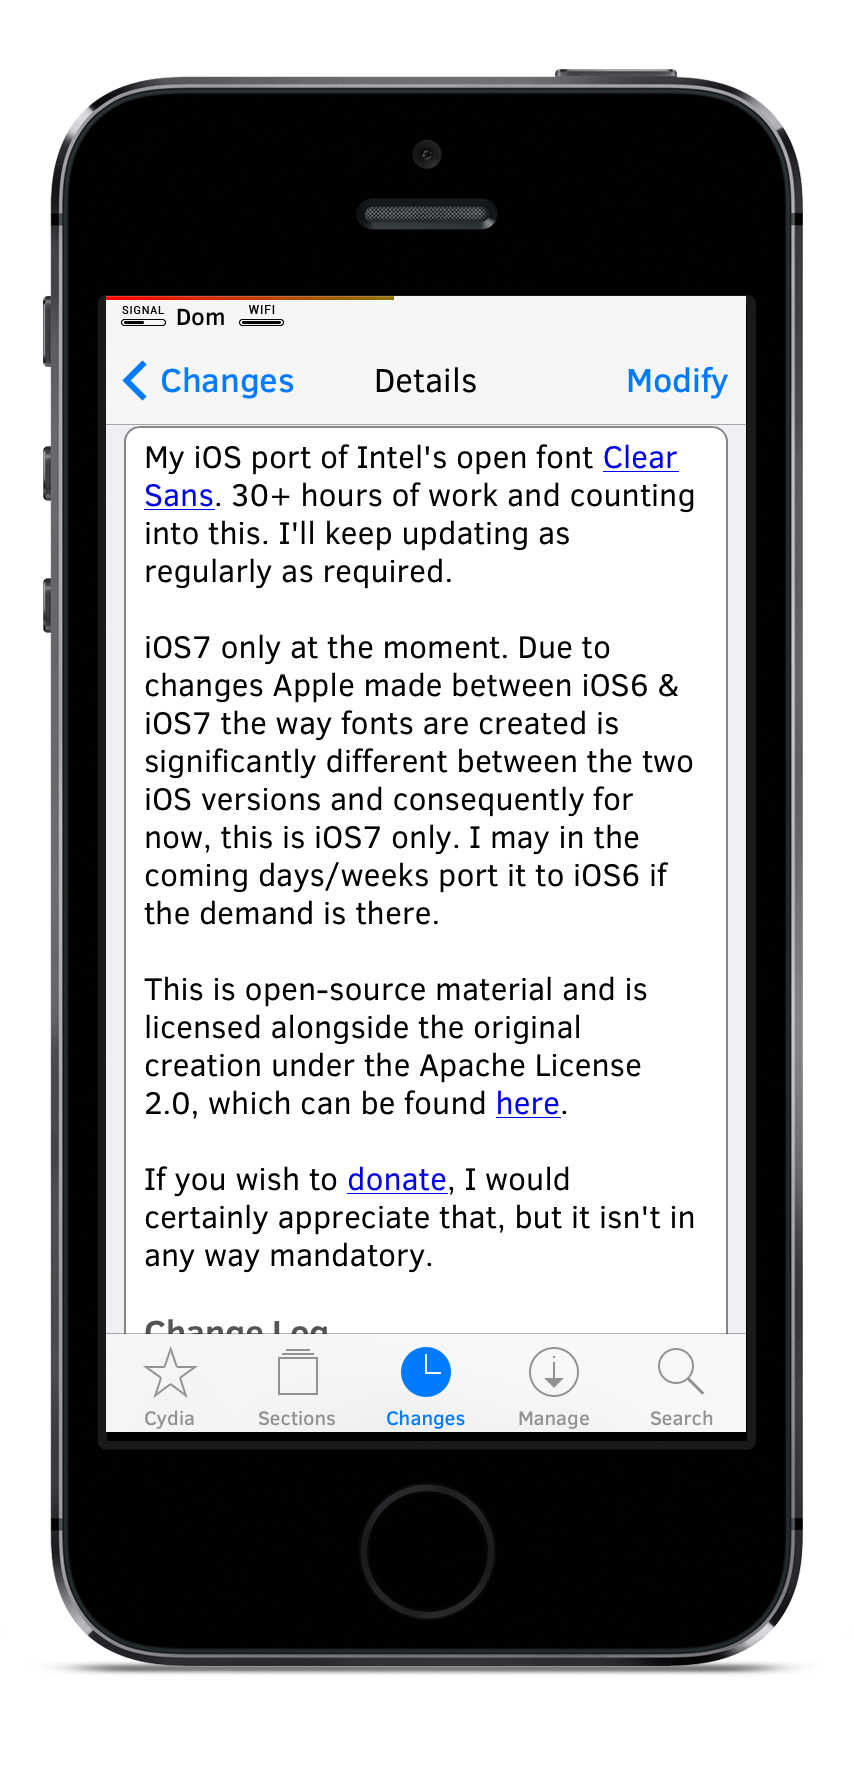 SIGNAL Dom WIFI
Changes Details Modify
My iOS port of Intel's open font Clear
Sans. 30+ hours of work and counting
into this. I'll keep updating as
regularly as required.
iOS7 only at the moment. Due to
changes Apple made between iOS6 &
iOS7 the way fonts are created is
significantly different between the two
iOS versions and consequently for
now, this is iOS7 only. I may in the
coming days/weeks port it to iOS6 if
the demand is there.
This is open-source material and is
licensed alongside the original
creation under the Apache License
2.0, which can be found here.
If you wish to donate, I would
certainly appreciate that, but it isn't in
any way mandatory.
Change Log
Cydia Sections Changes Manage Search